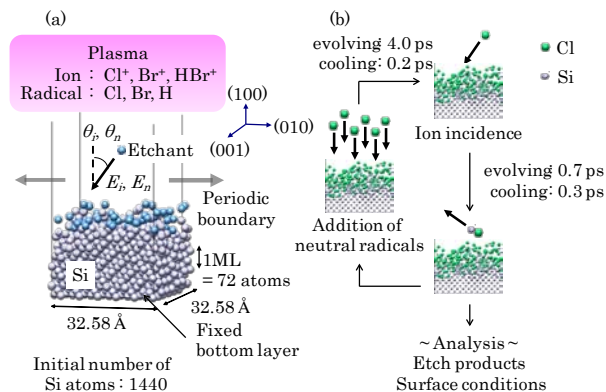 (a)
Plasma
Ion : Cl⁺, Br⁺, HBr⁺
Radical : Cl, Br, H
(100)
(010)
(001)
θi, θn
Etchant
Ei, En
Periodic
boundary
Si
1ML
= 72 atoms
32.58 Å
32.58 Å
Fixed
bottom layer
Initial number of
Si atoms : 1440
(b)
evolving: 4.0 ps
cooling: 0.2 ps
Cl
Si
Ion incidence
evolving: 0.7 ps
cooling: 0.3 ps
Addition of
neutral radicals
~ Analysis ~
Etch products
Surface conditions